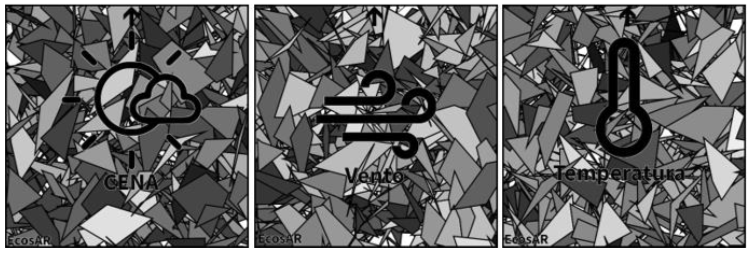 CENA
EcosAR
Vento
EcosAR
Temperatura
EcosAR